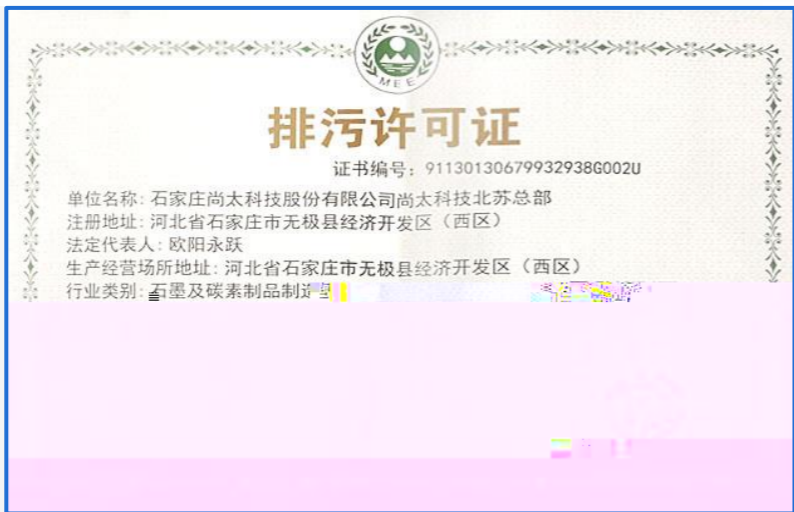 MEE
排污许可证
证书编号：91130130679932938G002U
单位名称：石家庄尚太科技股份有限公司尚太科技北苏总部
注册地址：河北省石家庄市无极县经济开发区（西区）
法定代表人：欧阳永跃
生产经营场所地址：河北省石家庄市无极县经济开发区（西区）
行业类别：石墨及碳素制品制造